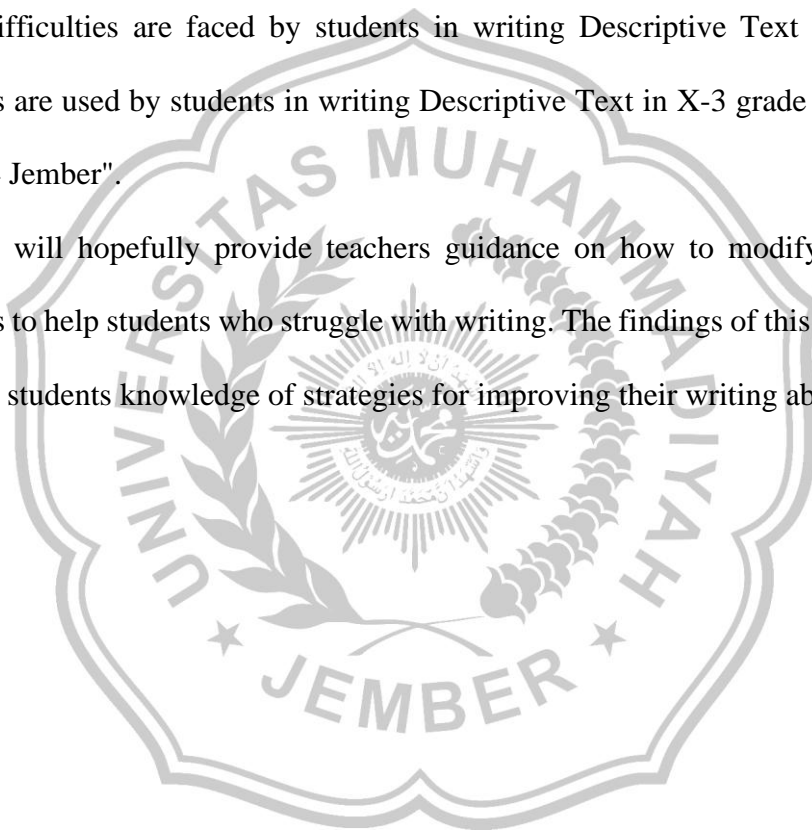 ifficulties are faced by students in writing Descriptive Text
s are used by students in writing Descriptive Text in X-3 grade
Jember".
will hopefully provide teachers guidance on how to modify
s to help students who struggle with writing. The findings of this
students knowledge of strategies for improving their writing ab
UNIVERSITAS MUHAMMADIYAH
JEMBER